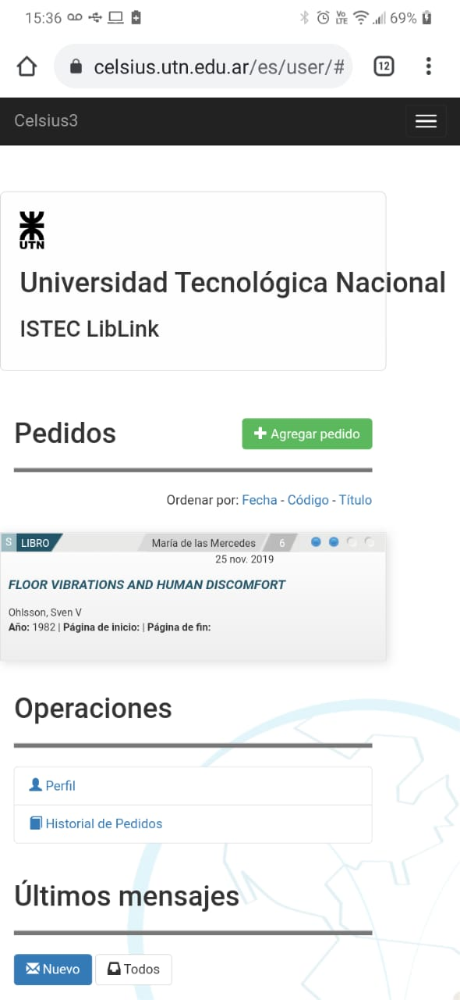 15:36 69%
celsius.utn.edu.ar/es/user/# 12
Celsius3
UTN
Universidad Tecnológica Nacional
ISTEC LibLink
Pedidos Agregar pedido
Ordenar por: Fecha - Código - Título
S LIBRO María de las Mercedes 6
25 nov. 2019
FLOOR VIBRATIONS AND HUMAN DISCOMFORT
Ohlsson, Sven V
Año: 1982 | Página de inicio: | Página de fin:
Operaciones
Perfil
Historial de Pedidos
Últimos mensajes
Nuevo Todos